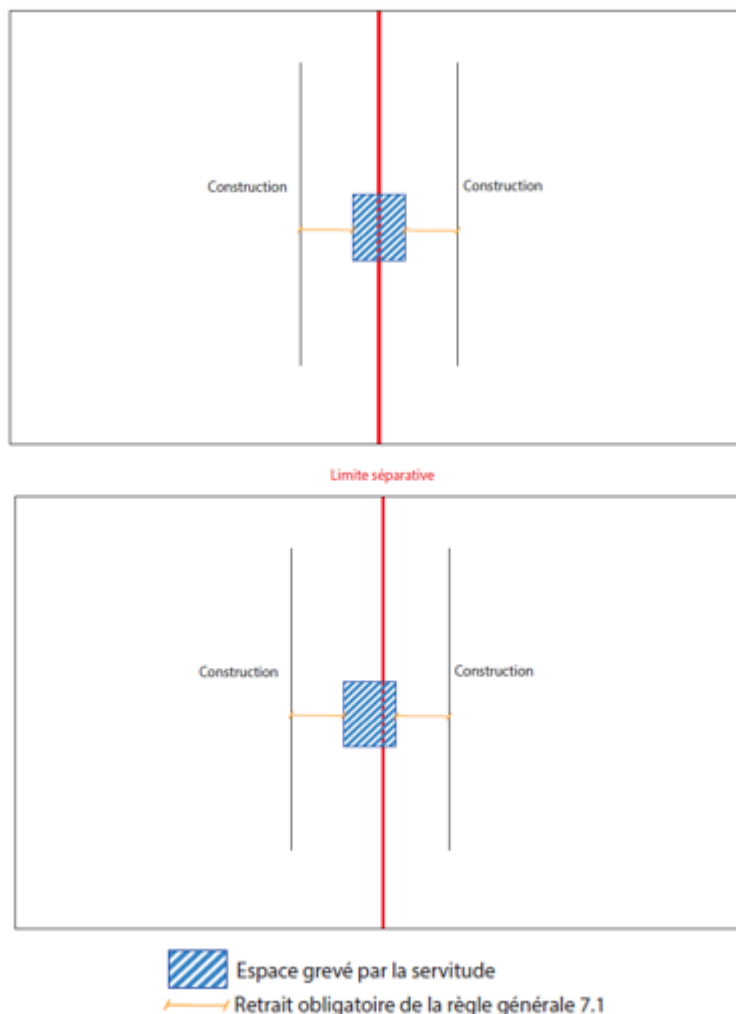 Construction
Construction
Limite séparative
Construction
Construction
Espace grevé par la servitude
Retrait obligatoire de la règle générale 7.1